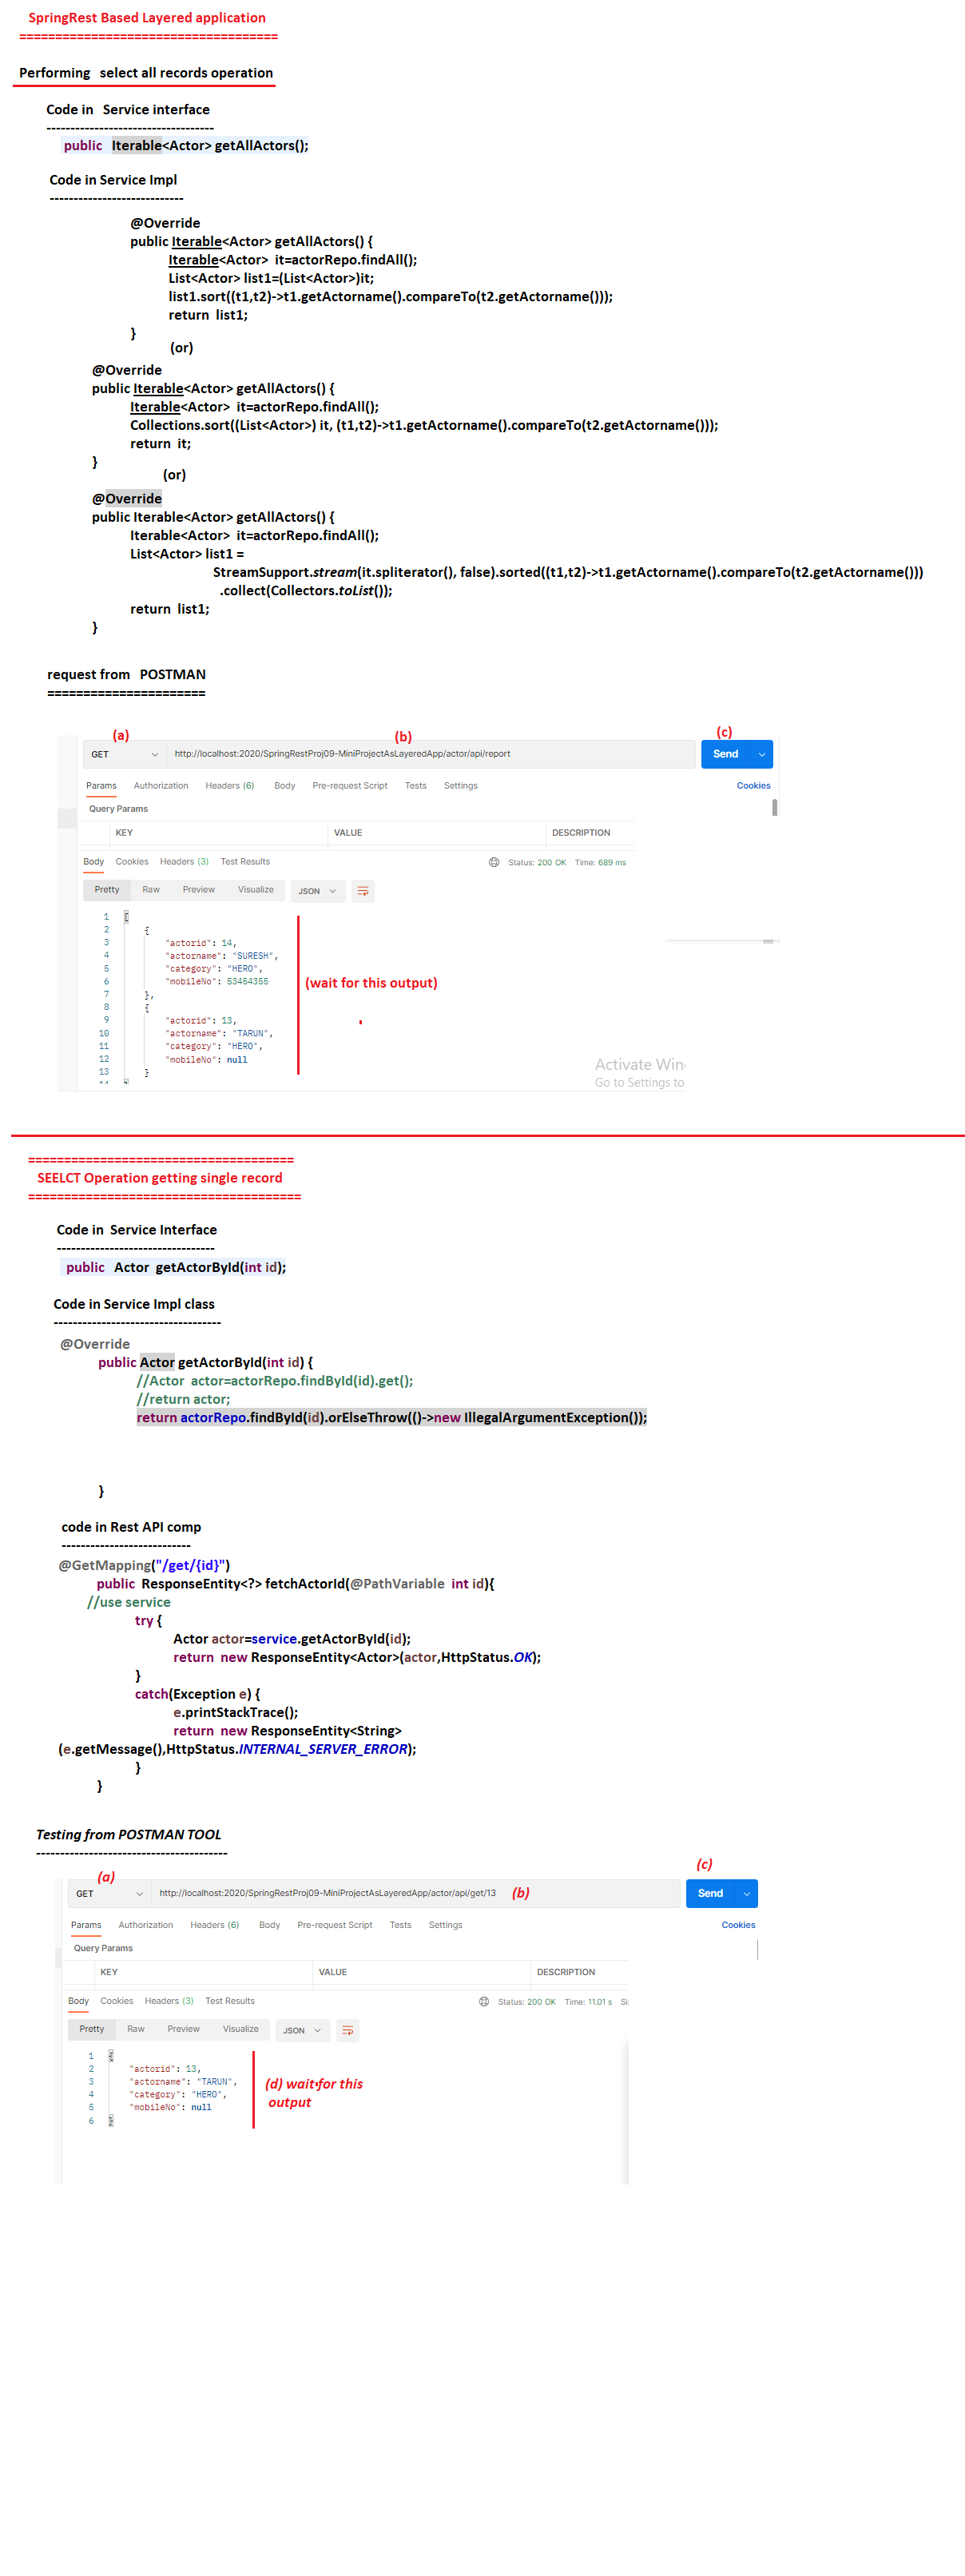 SpringRest Based Layered application
====================================
Performing   select all records operation
Code in   Service interface
-----------------------------------
public   Iterable<Actor> getAllActors();
Code in Service Impl
----------------------------
@Override
public Iterable<Actor> getAllActors() {
Iterable<Actor>  it=actorRepo.findAll();
List<Actor> list1=(List<Actor>)it;
list1.sort((t1,t2)->t1.getActorname().compareTo(t2.getActorname()));
return  list1;
}
(or)
@Override
public Iterable<Actor> getAllActors() {
Iterable<Actor>  it=actorRepo.findAll();
Collections.sort((List<Actor>) it, (t1,t2)->t1.getActorname().compareTo(t2.getActorname()));
return  it;
}
(or)
@Override
public Iterable<Actor> getAllActors() {
Iterable<Actor>  it=actorRepo.findAll();
List<Actor> list1 =
StreamSupport.stream(it.spliterator(), false).sorted((t1,t2)->t1.getActorname().compareTo(t2.getActorname()))
.collect(Collectors.toList());
return  list1;
}
request from   POSTMAN
======================
(a) (b) (c)
GET http://localhost:2020/SpringRestProj09-MiniProjectAsLayeredApp/actor/api/report Send
Params Authorization Headers (6) Body Pre-request Script Tests Settings Cookies
Query Params
KEY VALUE DESCRIPTION
Body Cookies Headers (3) Test Results Status: 200 OK Time: 689 ms
Pretty Raw Preview Visualize JSON
1 [
2 {
3 "actorid": 14,
4 "actorname": "SURESH",
5 "category": "HERO",
6 "mobileNo": 53454355
(wait for this output)
7 },
8 {
9 "actorid": 13,
10 "actorname": "TARUN",
11 "category": "HERO",
12 "mobileNo": null
13 }
14 ]
Activate Win
Go to Settings to
=====================================
SEELCT Operation getting single record
======================================
Code in  Service Interface
---------------------------------
public   Actor  getActorById(int id);
Code in Service Impl class
-----------------------------------
@Override
public Actor getActorById(int id) {
//Actor  actor=actorRepo.findById(id).get();
//return actor;
return actorRepo.findById(id).orElseThrow(()->new IllegalArgumentException());
}
code in Rest API comp
---------------------------
@GetMapping("/get/{id}")
public  ResponseEntity<?> fetchActorId(@PathVariable  int id){
//use service
try {
Actor actor=service.getActorById(id);
return  new ResponseEntity<Actor>(actor,HttpStatus.OK);
}
catch(Exception e) {
e.printStackTrace();
return  new ResponseEntity<String>
(e.getMessage(),HttpStatus.INTERNAL_SERVER_ERROR);
}
}
Testing from POSTMAN TOOL
----------------------------------------
(a) (c)
GET http://localhost:2020/SpringRestProj09-MiniProjectAsLayeredApp/actor/api/get/13 (b) Send
Params Authorization Headers (6) Body Pre-request Script Tests Settings Cookies
Query Params
KEY VALUE DESCRIPTION
Body Cookies Headers (3) Test Results Status: 200 OK Time: 11.01 s Si
Pretty Raw Preview Visualize JSON
1 {
2 "actorid": 13,
3 "actorname": "TARUN",
4 "category": "HERO",
5 "mobileNo": null
6 }
(d) wait for this
output